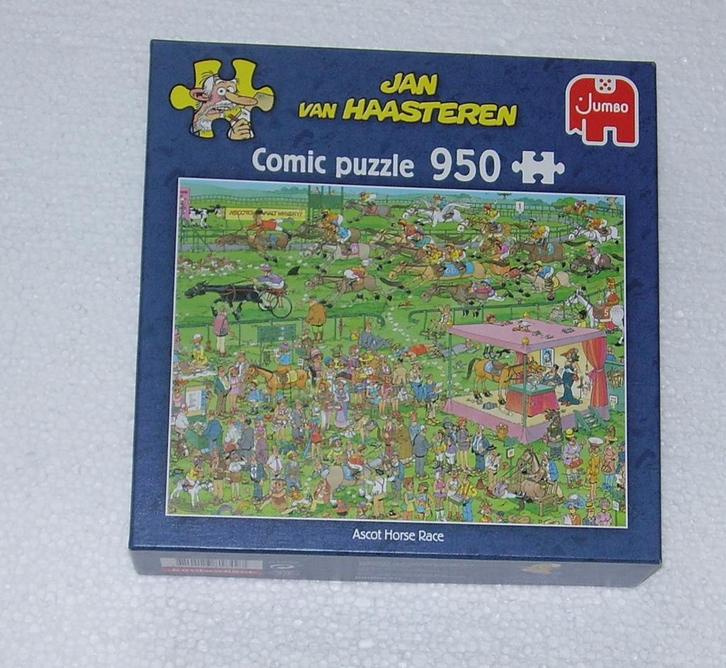 JAN
VAN HAASTEREN
JUMBO
Comic puzzle 950
Ascot Horse Race